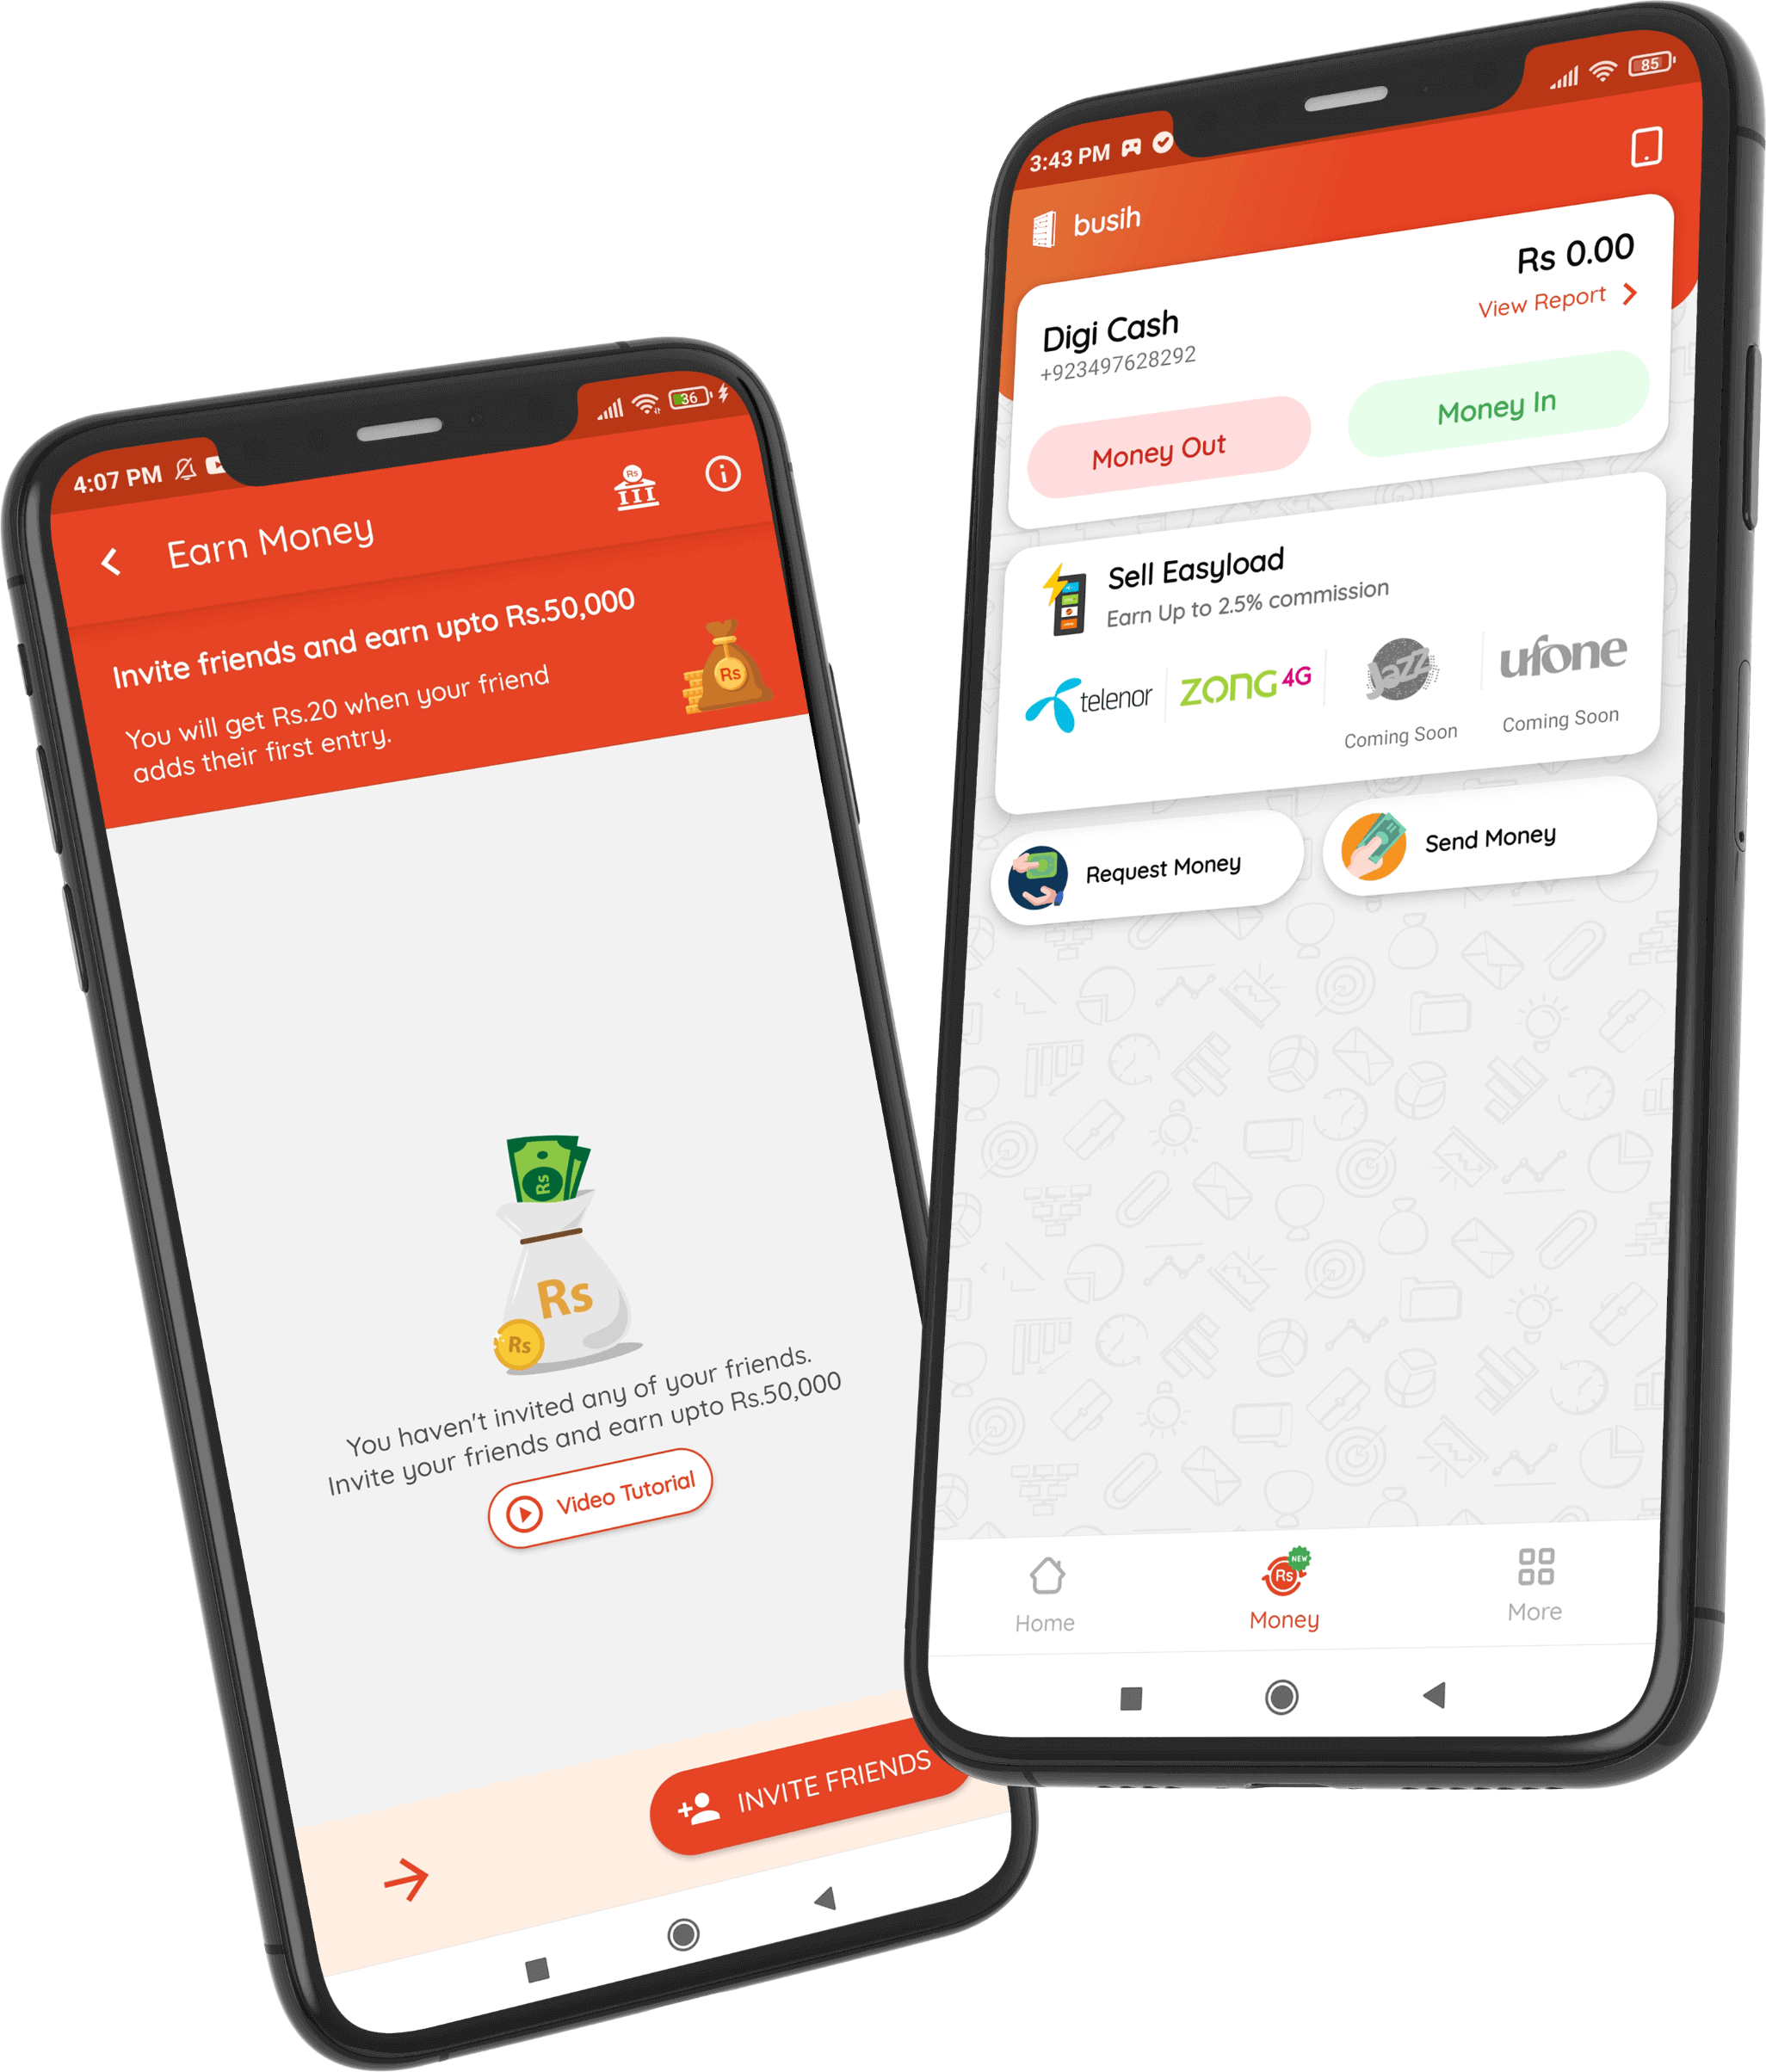 4:07 PM
36
Earn Money
Rs
Invite friends and earn upto Rs.50,000
You will get Rs.20 when your friend
adds their first entry.
Rs
Rs
Rs
Rs
You haven't invited any of your friends.
Invite your friends and earn upto Rs.50,000
Video Tutorial
INVITE FRIENDS
3:43 PM
85
busih
Rs 0.00
View Report
Digi Cash
+923497628292
Money Out
Money In
Sell Easyload
Earn Up to 2.5% commission
telenor
ZONG 4G
Jazz
ufone
Coming Soon
Coming Soon
Request Money
Send Money
NEW
Rs
Home
Money
More